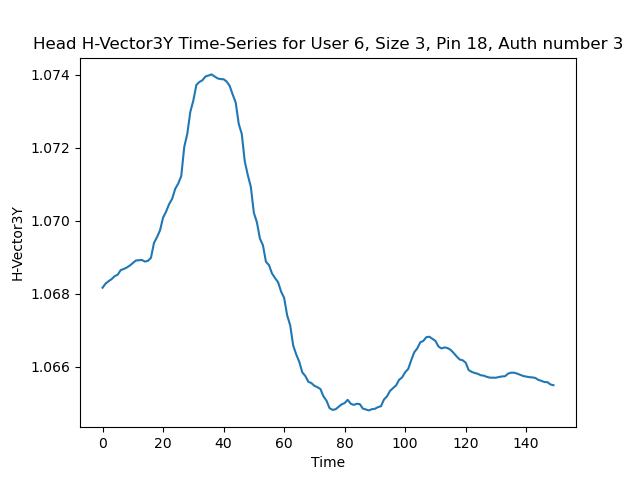 Head H-Vector3Y Time-Series for User 6, Size 3, Pin 18, Auth number 3
1.074
1.072
1.070
1.068
1.066
H-Vector3Y
0 20 40 60 80 100 120 140
Time